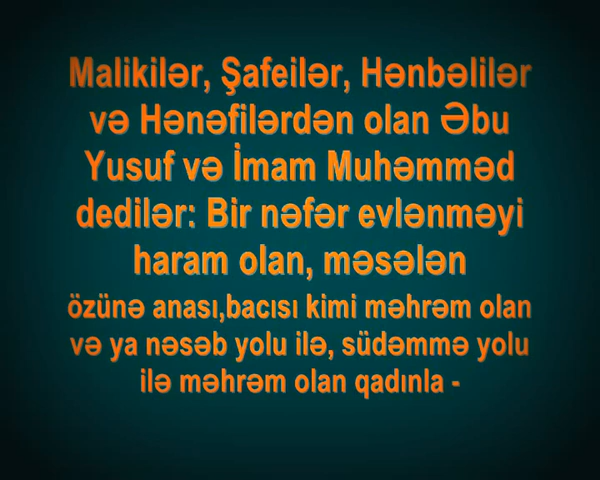 Malikilər, Şafeilər, Hənbəlilər
və Hənəfilərdən olan Əbu
Yusuf və İmam Muhəmməd
dedilər: Bir nəfər evlənməyi
haram olan, məsələn
özünə anası,bacısı kimi məhrəm olan
və ya nəsəb yolu ilə, südəmmə yolu
ilə məhrəm olan qadınla -